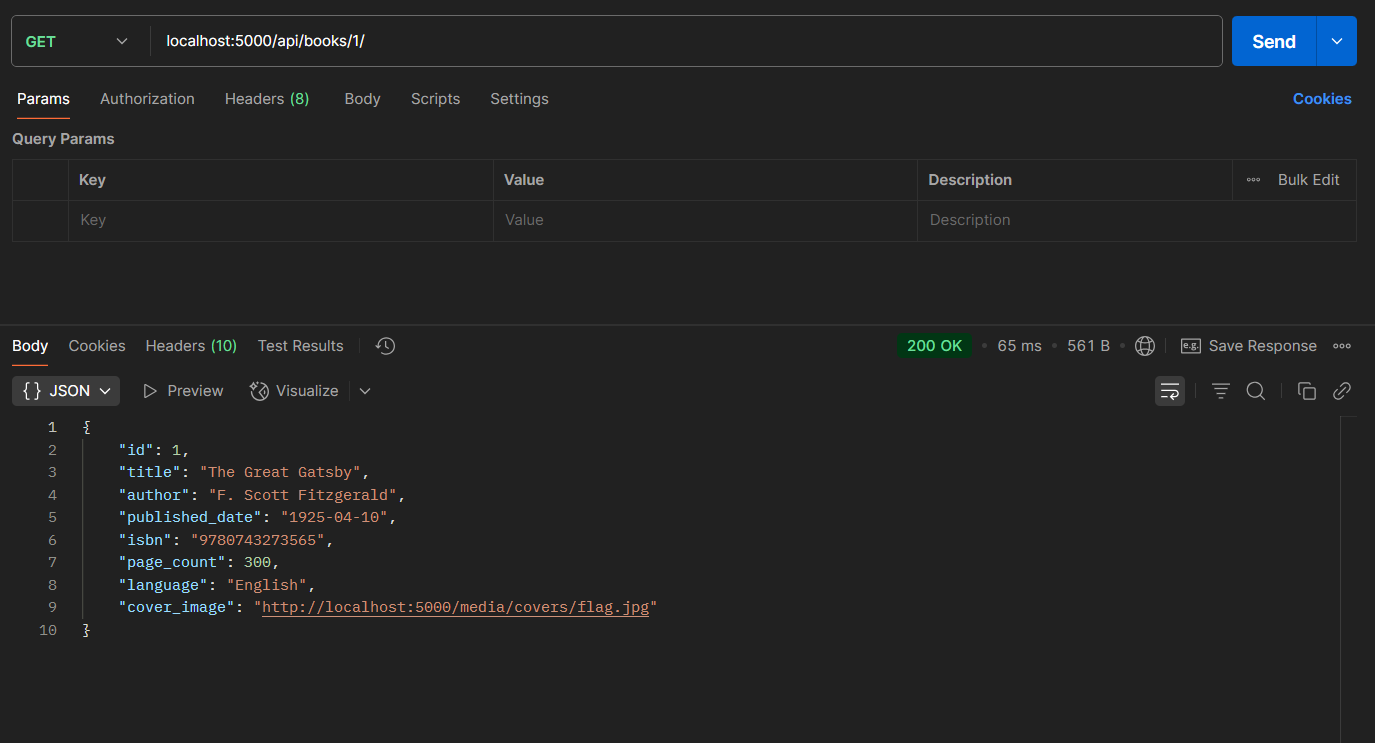 GET localhost:5000/api/books/1/ Send
Params Authorization Headers (8) Body Scripts Settings Cookies
Query Params
Key Value Description Bulk Edit
Key Value Description
Body Cookies Headers (10) Test Results 200 OK • 65 ms • 561 B • e.g. Save Response
{} JSON Preview Visualize
1 {
2 "id": 1,
3 "title": "The Great Gatsby",
4 "author": "F. Scott Fitzgerald",
5 "published_date": "1925-04-10",
6 "isbn": "9780743273565",
7 "page_count": 300,
8 "language": "English",
9 "cover_image": "http://localhost:5000/media/covers/flag.jpg"
10 }